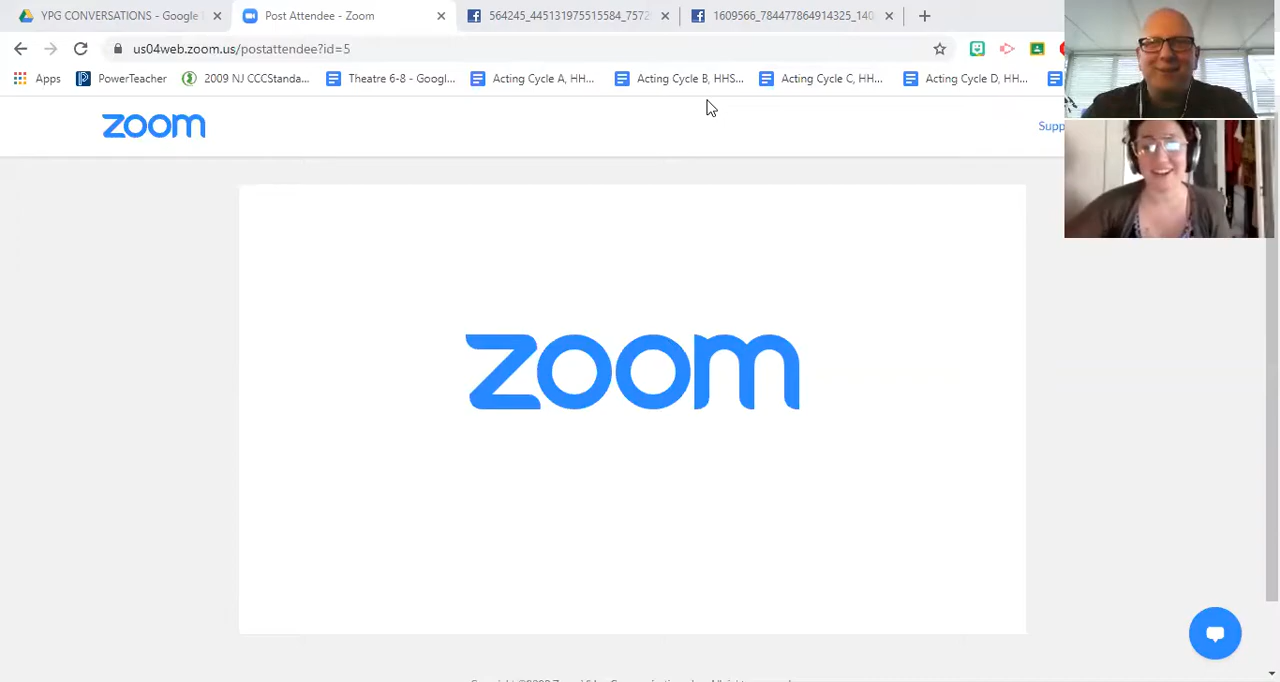 YPG CONVERSATIONS - Google
Post Attendee - Zoom
564245_445131975515584_7572
1609566_784477864914325_140
us04web.zoom.us/postattendee?id=5
Apps
PowerTeacher
2009 NJ CCCStanda...
Theatre 6-8 - Googl...
Acting Cycle A, HH...
Acting Cycle B, HHS...
Acting Cycle C, HH...
Acting Cycle D, HH...
zoom
Supp
zoom